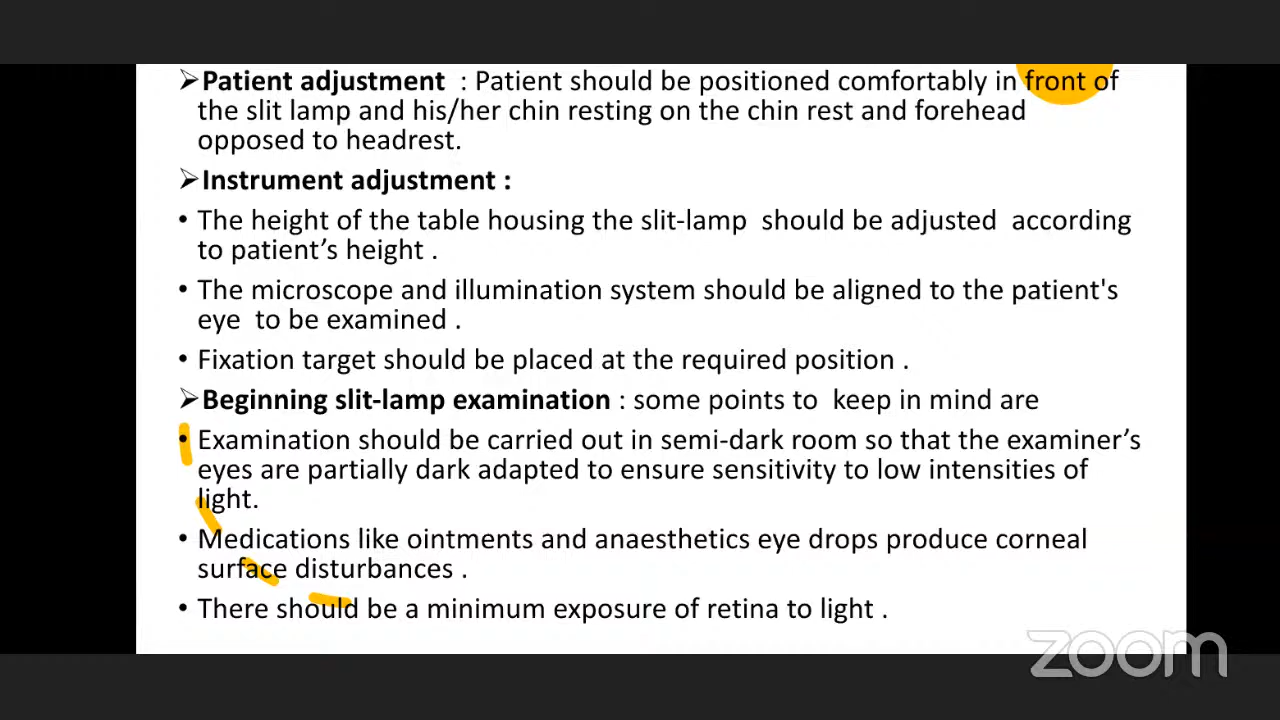 ➢Patient adjustment : Patient should be positioned comfortably in front of
the slit lamp and his/her chin resting on the chin rest and forehead
opposed to headrest.
➢Instrument adjustment :
• The height of the table housing the slit-lamp should be adjusted according
to patient’s height .
• The microscope and illumination system should be aligned to the patient's
eye to be examined .
• Fixation target should be placed at the required position .
➢Beginning slit-lamp examination : some points to keep in mind are
• Examination should be carried out in semi-dark room so that the examiner’s
eyes are partially dark adapted to ensure sensitivity to low intensities of
light.
• Medications like ointments and anaesthetics eye drops produce corneal
surface disturbances .
• There should be a minimum exposure of retina to light .
zoom